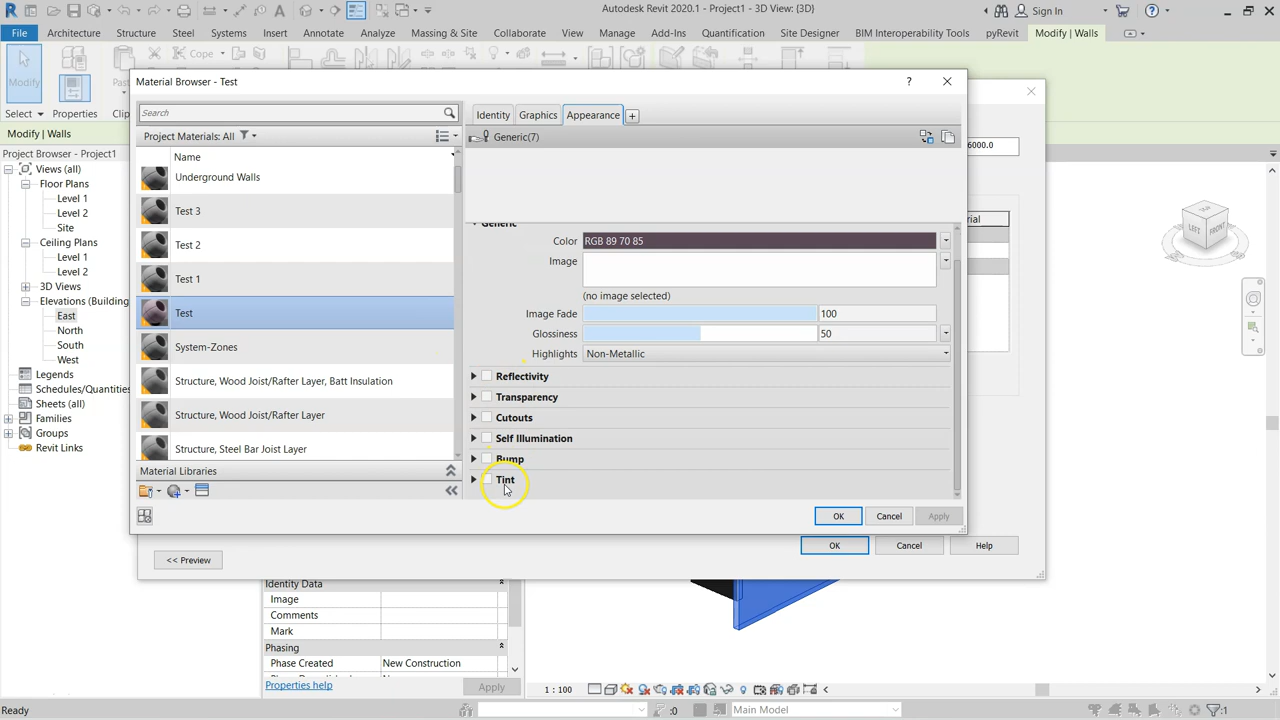 Autodesk Revit 2020.1 - Project1 - 3D View: {3D}
Sign In
File Architecture Structure Steel Systems Insert Annotate Analyze Massing & Site Collaborate View Manage Add-Ins Quantification Site Designer BIM Interoperability Tools pyRevit Modify | Walls
Modify
Paste
Cope
Select Properties
Modify | Walls
Project Browser - Project1
Views (all)
Floor Plans
Level 1
Level 2
Site
Ceiling Plans
Level 1
Level 2
3D Views
Elevations (Building
East
North
South
West
Legends
Schedules/Quantities
Sheets (all)
Families
Groups
Revit Links
Material Browser - Test
Search
Project Materials: All
Name
Underground Walls
Test 3
Test 2
Test 1
Test
System-Zones
Structure, Wood Joist/Rafter Layer, Batt Insulation
Structure, Wood Joist/Rafter Layer
Structure, Steel Bar Joist Layer
Material Libraries
Identity Graphics Appearance
Generic(7)
Generic
Color RGB 89 70 85
Image
(no image selected)
Image Fade 100
Glossiness 50
Highlights Non-Metallic
Reflectivity
Transparency
Cutouts
Self Illumination
Bump
Tint
OK Cancel Apply
6000.0
OK Cancel Help
<< Preview
LEFT FRONT
Identity Data
Image
Comments
Mark
Phasing
Phase Created New Construction
Properties help Apply
1 : 100
Ready
:0
Main Model
:1